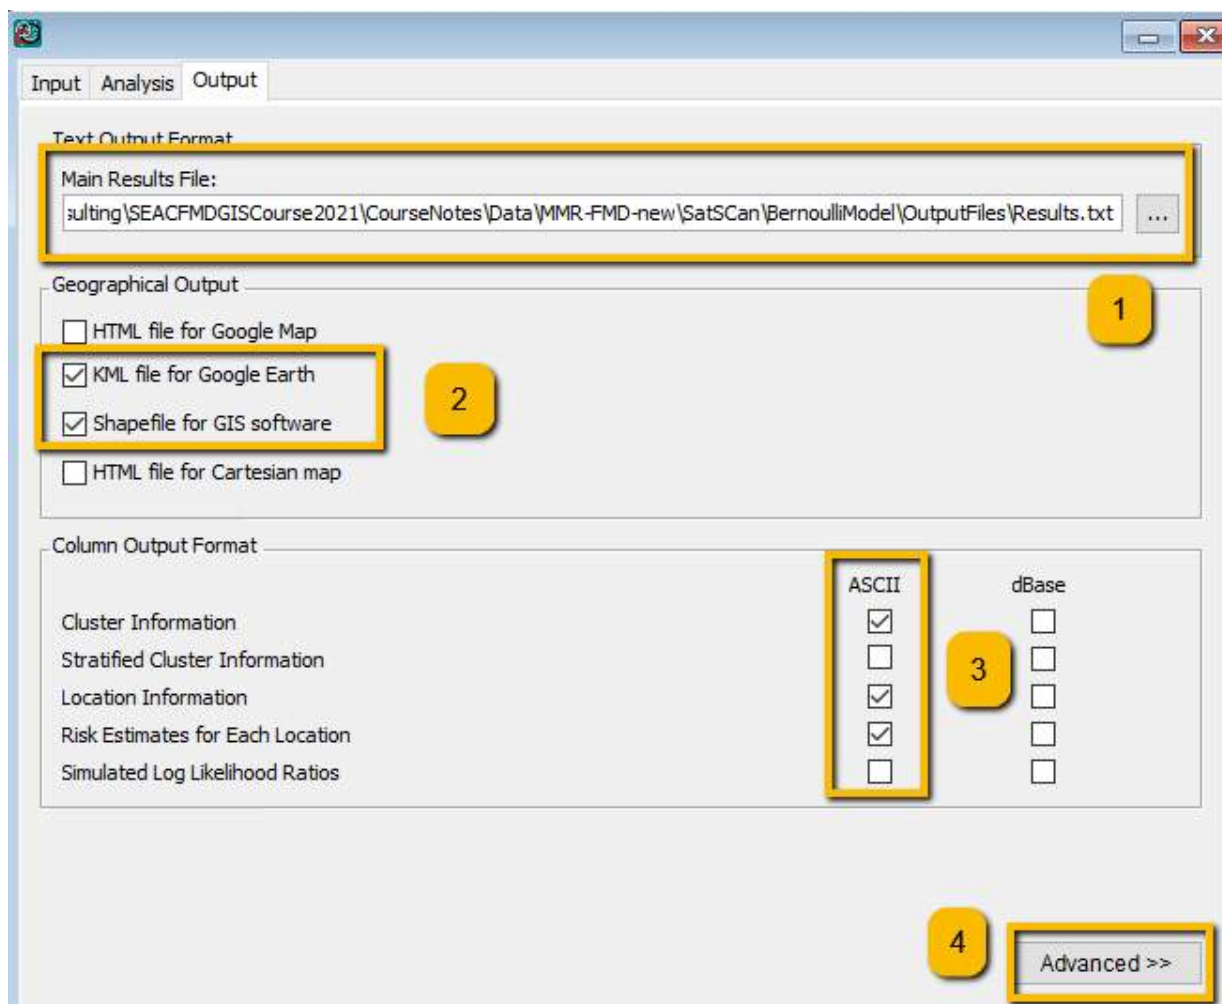 Input Analysis Output
Text Output Format
Main Results File:
sulting\SEACFMDGISCourse2021\CourseNotes\Data\MMR-FMD-new\SatSCan\BernoulliModel\OutputFiles\Results.txt ...
1
Geographical Output
HTML file for Google Map
KML file for Google Earth
2
Shapefile for GIS software
HTML file for Cartesian map
Column Output Format
ASCII dBase
Cluster Information
Stratified Cluster Information
3
Location Information
Risk Estimates for Each Location
Simulated Log Likelihood Ratios
4
Advanced >>